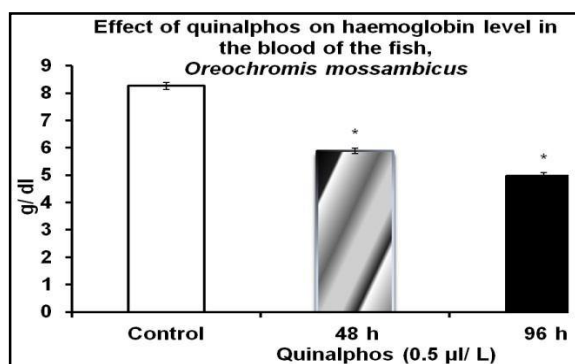 Effect of quinalphos on haemoglobin level in
the blood of the fish,
Oreochromis mossambicus
9
8
7
6
5
4
3
2
1
0
g/ dl
*
*
Control 48 h 96 h
Quinalphos (0.5 µl/ L)